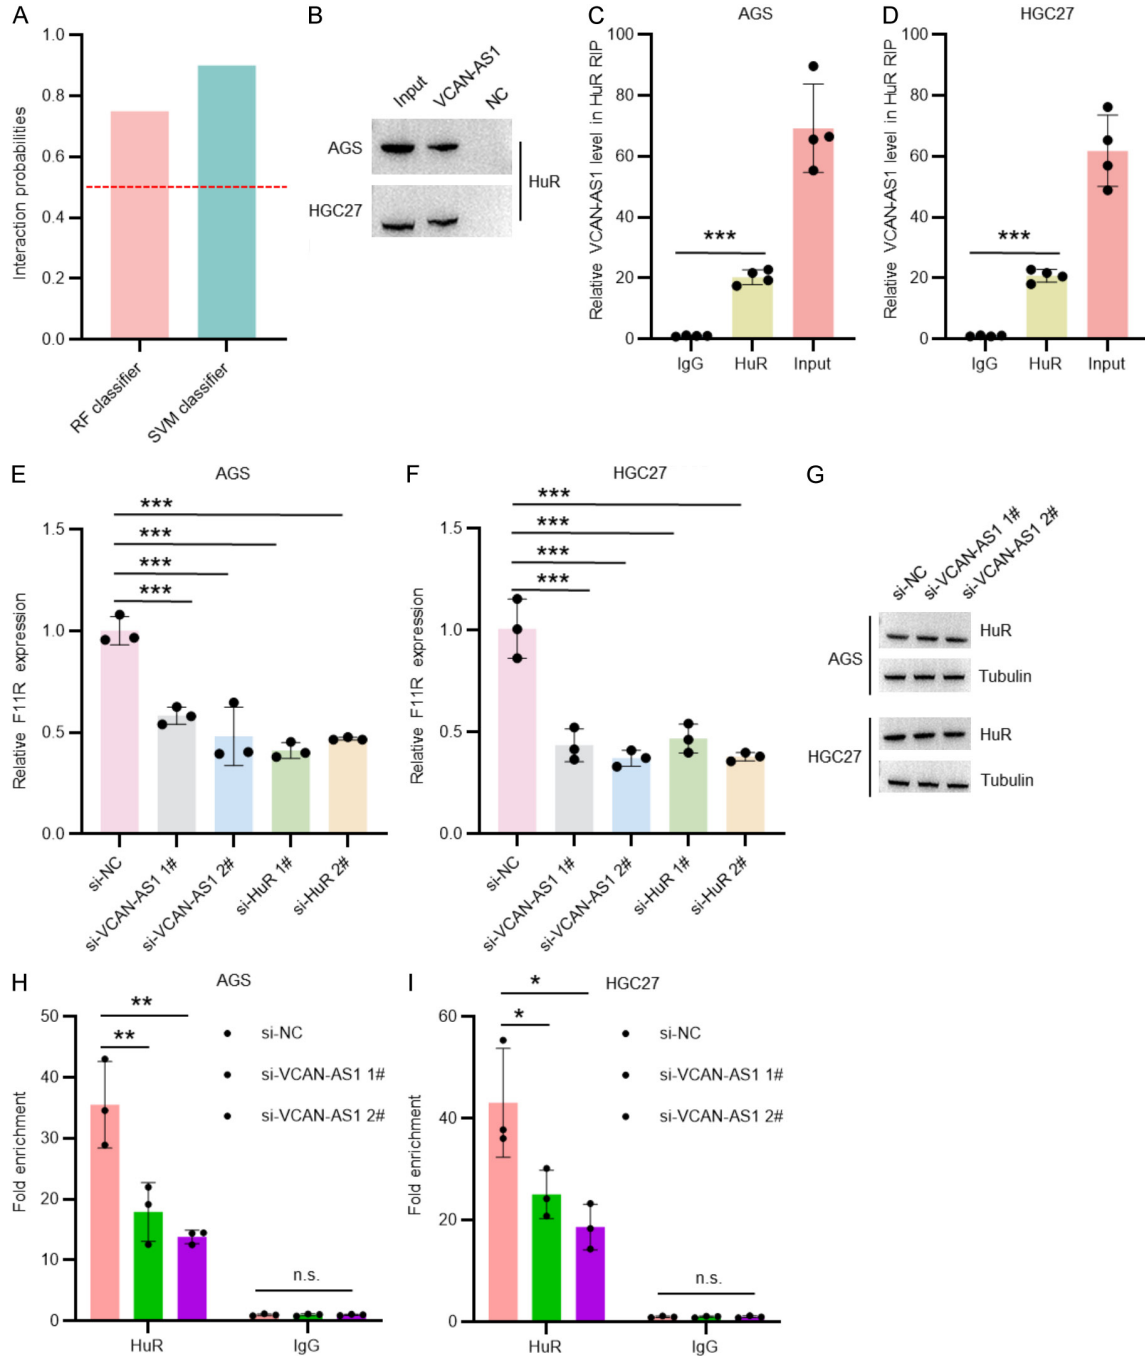 A
Interaction probabilities
1.0
0.8
0.6
0.4
0.2
0.0
RF classifier
SVM classifier
B
Input
VCAN-AS1
NC
AGS
HGC27
HuR
C
AGS
Relative VCAN-AS1 level in HuR RIP
100
80
60
40
20
0
***
IgG
HuR
Input
D
HGC27
Relative VCAN-AS1 level in HuR RIP
100
80
60
40
20
0
***
IgG
HuR
Input
E
AGS
Relative F11R expression
1.5
1.0
0.5
0.0
***
***
***
***
si-NC
si-VCAN-AS1 1#
si-VCAN-AS1 2#
si-HuR 1#
si-HuR 2#
F
HGC27
Relative F11R expression
1.5
1.0
0.5
0.0
***
***
***
***
si-NC
si-VCAN-AS1 1#
si-VCAN-AS1 2#
si-HuR 1#
si-HuR 2#
G
si-NC
si-VCAN-AS1 1#
si-VCAN-AS1 2#
AGS
HuR
Tubulin
HGC27
HuR
Tubulin
H
AGS
Fold enrichment
50
40
30
20
10
0
**
**
n.s.
si-NC
si-VCAN-AS1 1#
si-VCAN-AS1 2#
HuR
IgG
I
HGC27
Fold enrichment
60
40
20
0
*
*
n.s.
si-NC
si-VCAN-AS1 1#
si-VCAN-AS1 2#
HuR
IgG